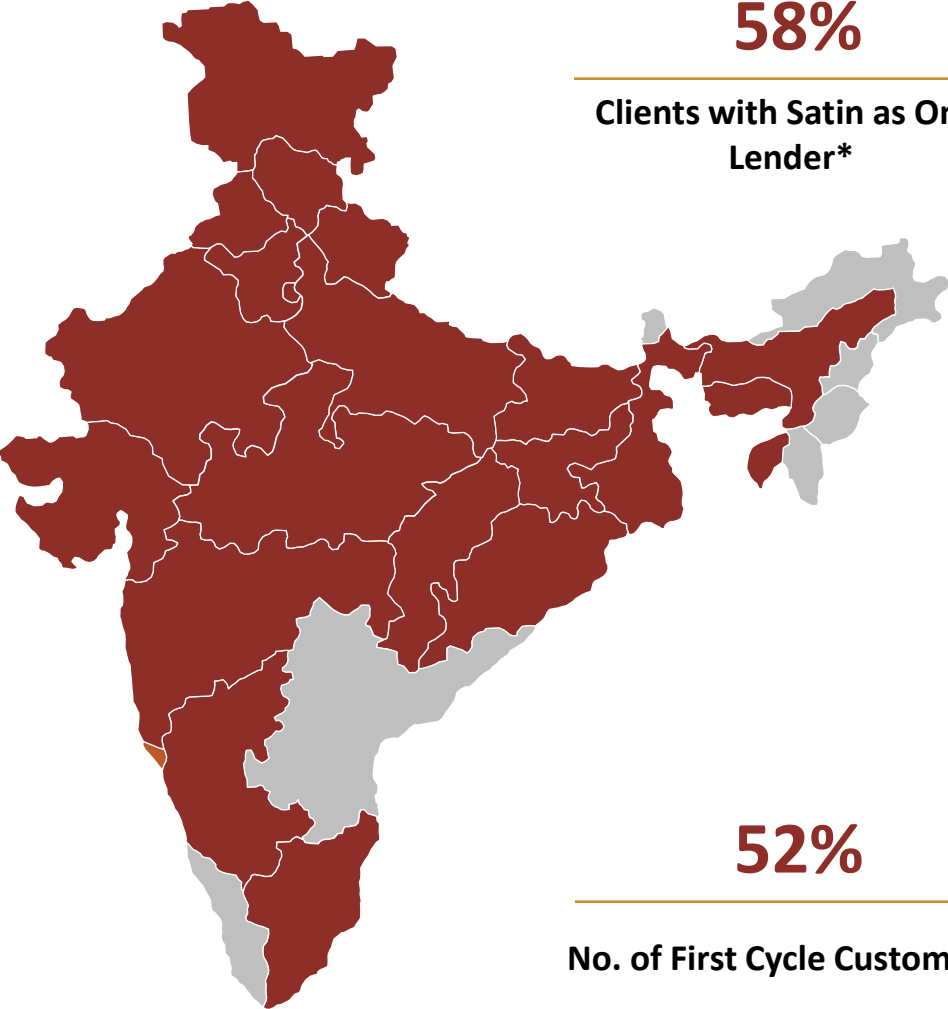 58%
Clients with Satin as
Lender*
52%
No. of First Cycle